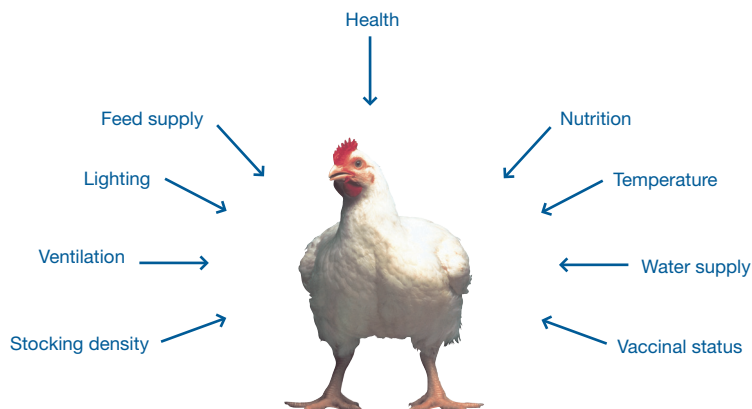 Health
Feed supply
Nutrition
Lighting
Temperature
Ventilation
Water supply
Stocking density
Vaccinal status